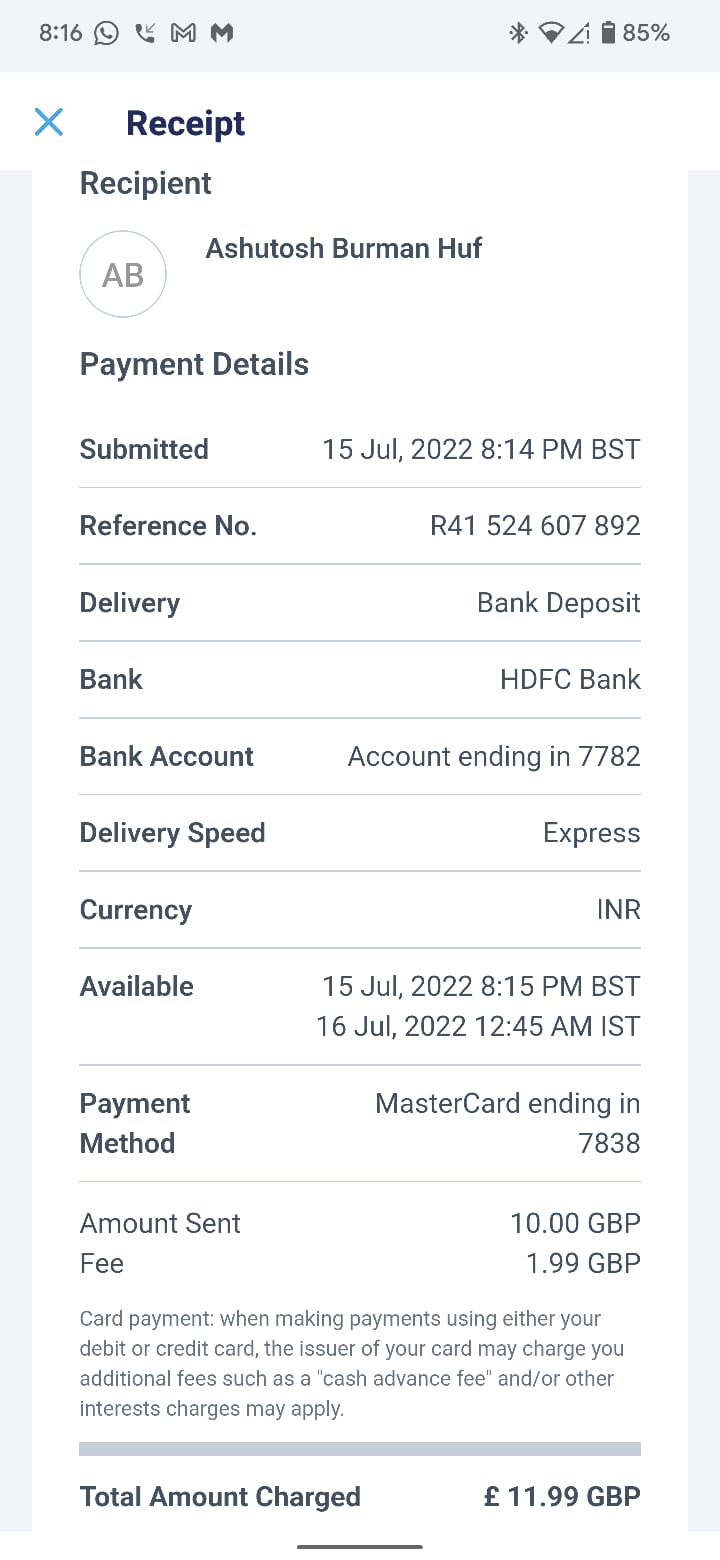 8:16 85%
Receipt
Recipient
AB Ashutosh Burman Huf
Payment Details
Submitted 15 Jul, 2022 8:14 PM BST
Reference No. R41 524 607 892
Delivery Bank Deposit
Bank HDFC Bank
Bank Account Account ending in 7782
Delivery Speed Express
Currency INR
Available 15 Jul, 2022 8:15 PM BST
16 Jul, 2022 12:45 AM IST
Payment MasterCard ending in
Method 7838
Amount Sent 10.00 GBP
Fee 1.99 GBP
Card payment: when making payments using either your
debit or credit card, the issuer of your card may charge you
additional fees such as a "cash advance fee" and/or other
interests charges may apply.
Total Amount Charged £ 11.99 GBP